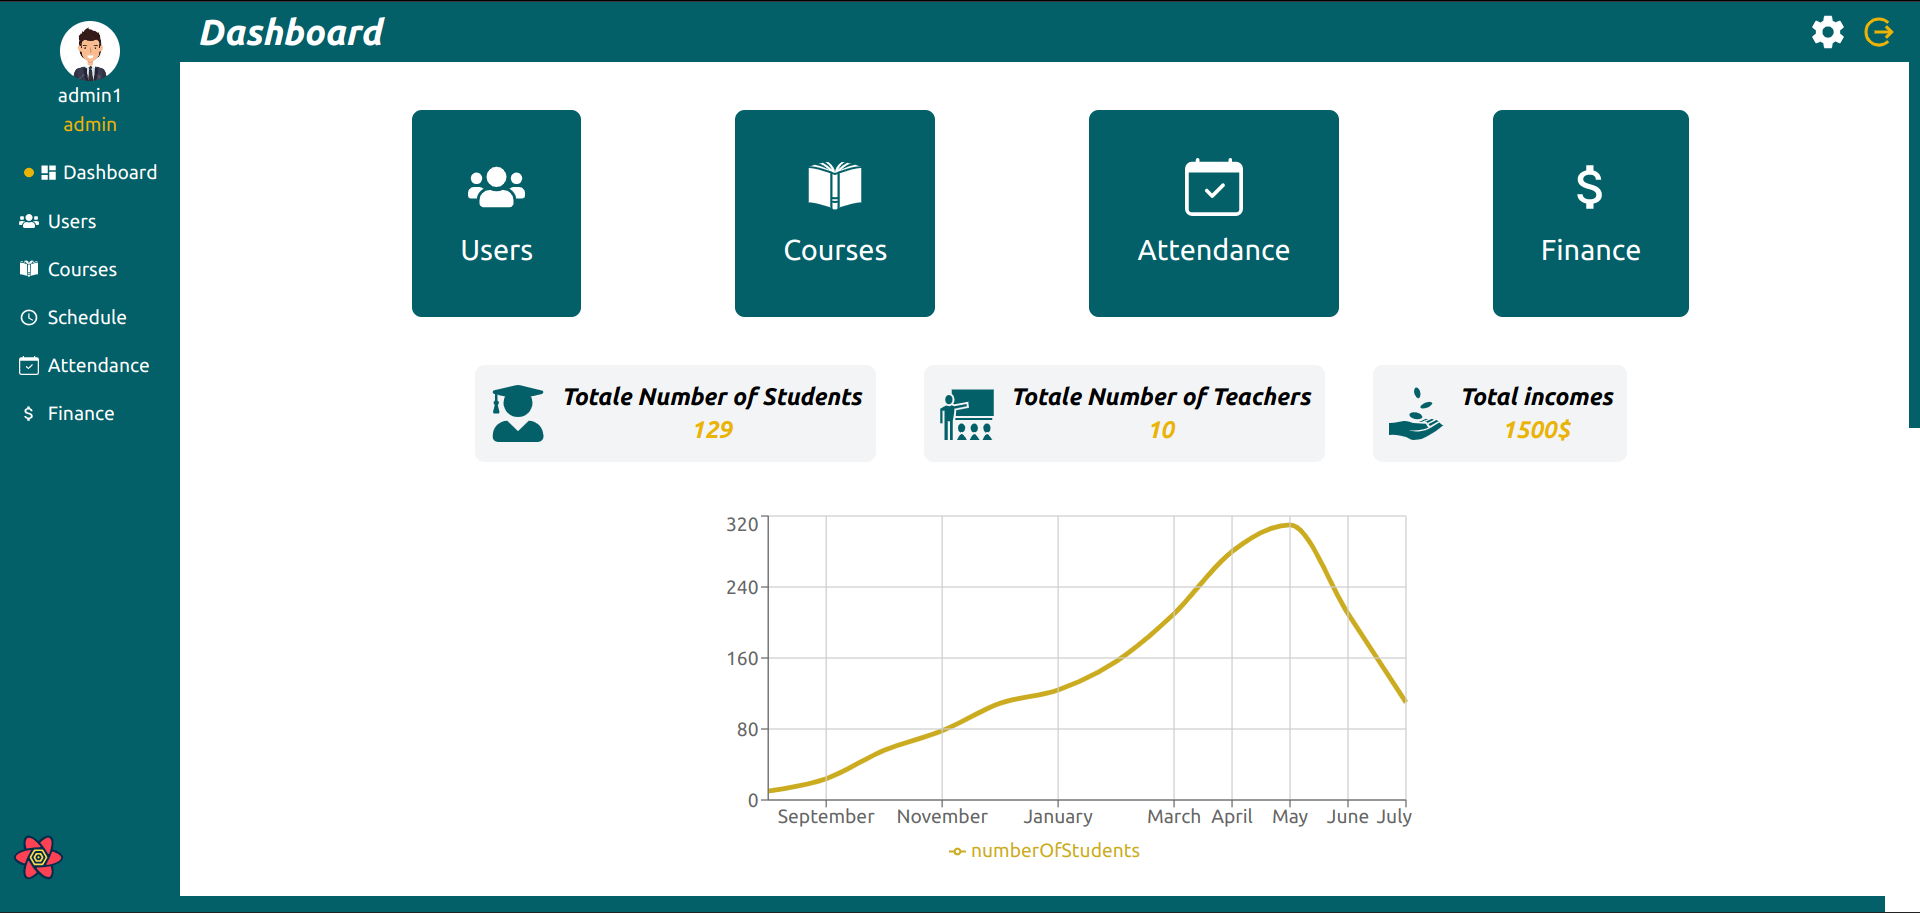 Dashboard
admin1
admin
Dashboard
Users
Courses
Schedule
Attendance
Finance
Users
Courses
Attendance
Finance
Totale Number of Students
129
Totale Number of Teachers
10
Total incomes
1500$
320
240
160
80
0
September November January March April May June July
numberOfStudents